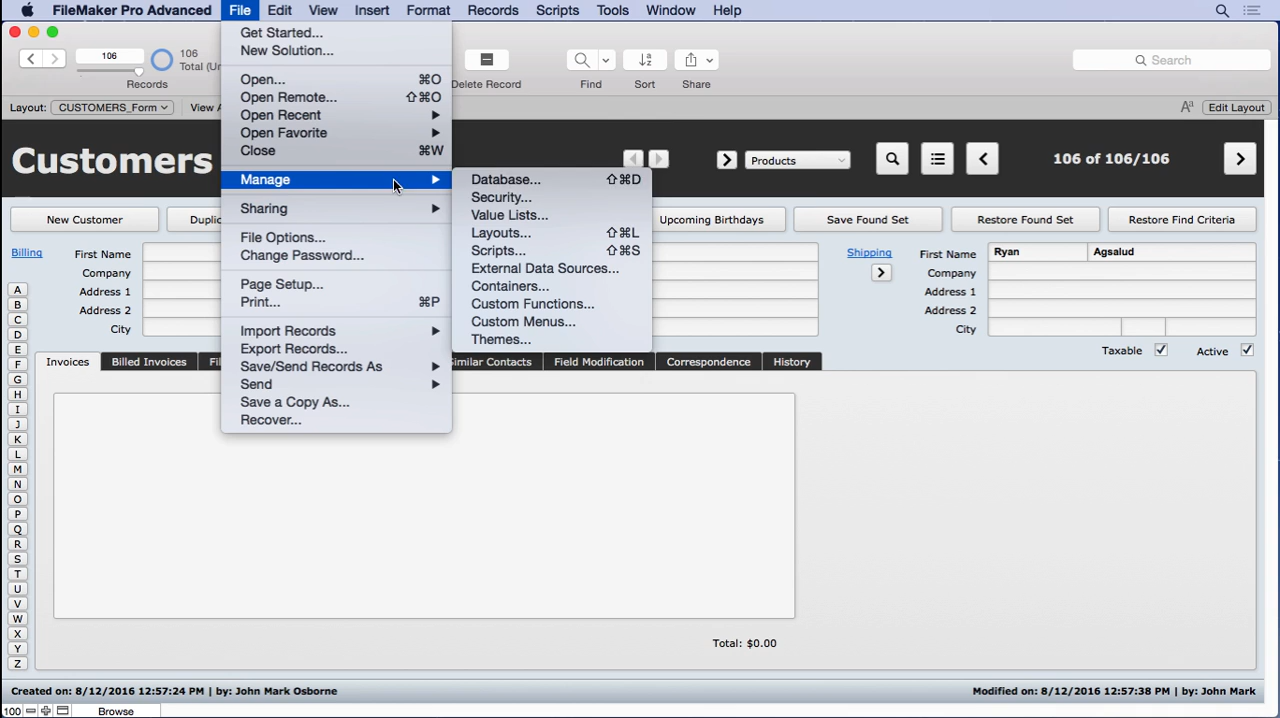 FileMaker Pro Advanced File Edit View Insert Format Records Scripts Tools Window Help
106
106
Total (Un
Records
Delete Record
Find
Sort
Share
Search
Layout: CUSTOMERS_Form
View A
Aa
Edit Layout
Get Started...
New Solution...
Open... ⌘O
Open Remote... ⇧⌘O
Open Recent
Open Favorite
Close ⌘W
Manage
Sharing
File Options...
Change Password...
Page Setup...
Print... ⌘P
Import Records
Export Records...
Save/Send Records As
Send
Save a Copy As...
Recover...
Database... ⇧⌘D
Security...
Value Lists...
Layouts... ⇧⌘L
Scripts... ⇧⌘S
External Data Sources...
Containers...
Custom Functions...
Custom Menus...
Themes...
Customers
Products
106 of 106/106
New Customer
Duplic
Upcoming Birthdays
Save Found Set
Restore Found Set
Restore Find Criteria
Billing
First Name
Company
Address 1
Address 2
City
Shipping
First Name Ryan Agsalud
Company
Address 1
Address 2
City
Taxable
Active
A
B
C
D
E
F
G
H
I
J
K
L
M
N
O
P
Q
R
S
T
U
V
W
X
Y
Z
Invoices
Billed Invoices
Fil
Similar Contacts
Field Modification
Correspondence
History
Total: $0.00
Created on: 8/12/2016 12:57:24 PM | by: John Mark Osborne
Modified on: 8/12/2016 12:57:38 PM | by: John Mark
100
Browse